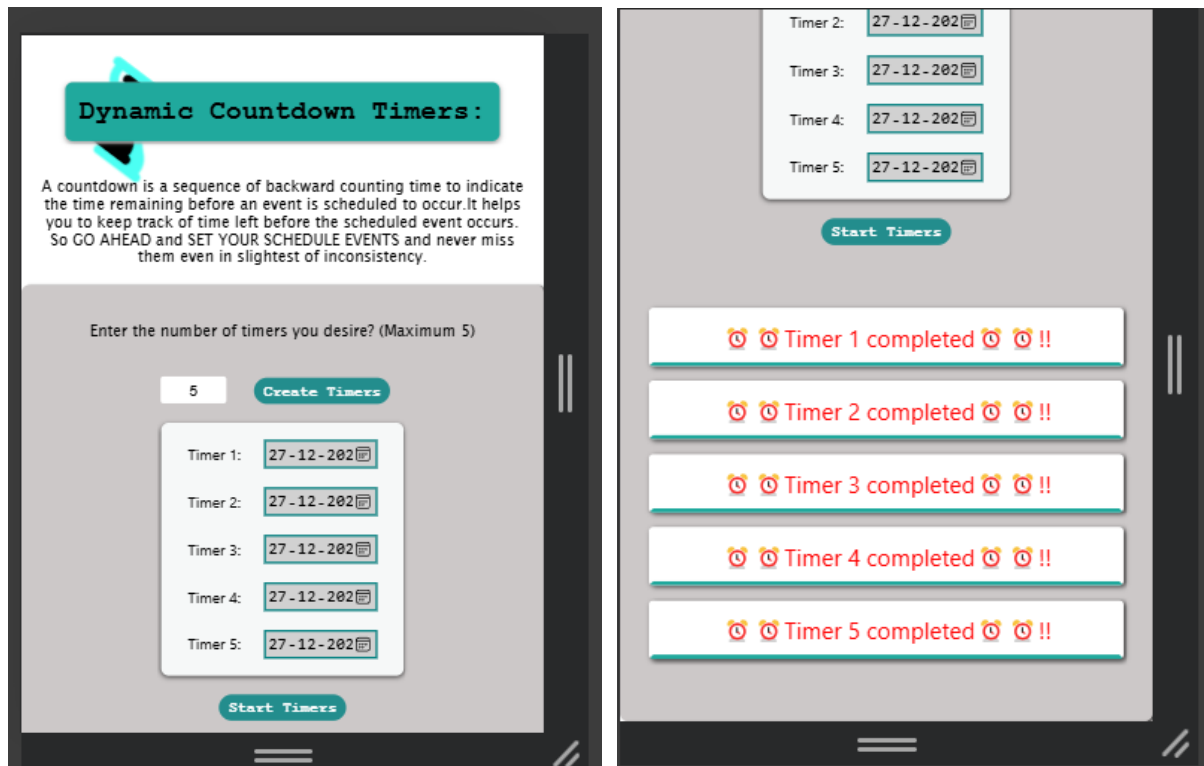 Dynamic Countdown Timers:
A countdown is a sequence of backward counting time to indicate
the time remaining before an event is scheduled to occur.It helps
you to keep track of time left before the scheduled event occurs.
So GO AHEAD and SET YOUR SCHEDULE EVENTS and never miss
them even in slightest of inconsistency.
Enter the number of timers you desire? (Maximum 5)
5 Create Timers
Timer 1: 27-12-202
Timer 2: 27-12-202
Timer 3: 27-12-202
Timer 4: 27-12-202
Timer 5: 27-12-202
Start Timers
Timer 2: 27-12-202
Timer 3: 27-12-202
Timer 4: 27-12-202
Timer 5: 27-12-202
Start Timers
⏰ ⏰ Timer 1 completed ⏰ ⏰ !!
⏰ ⏰ Timer 2 completed ⏰ ⏰ !!
⏰ ⏰ Timer 3 completed ⏰ ⏰ !!
⏰ ⏰ Timer 4 completed ⏰ ⏰ !!
⏰ ⏰ Timer 5 completed ⏰ ⏰ !!